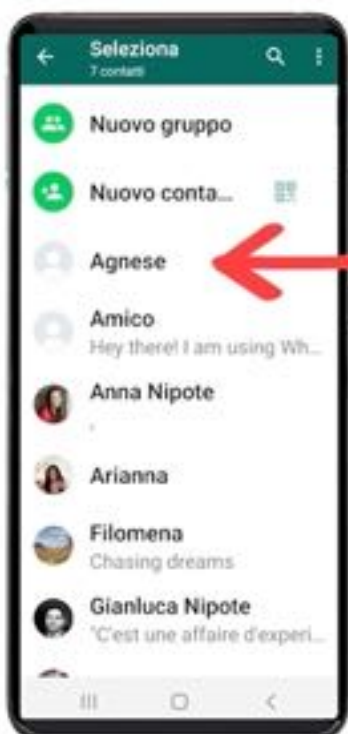 Seleziona
7 contatti
Nuovo gruppo
Nuovo conta...
Agnese
Amico
Hey there! I am using Wh...
Anna Nipote
.
Arianna
Filomena
Chasing dreams
Gianluca Nipote
"C'est une affaire d'experi...